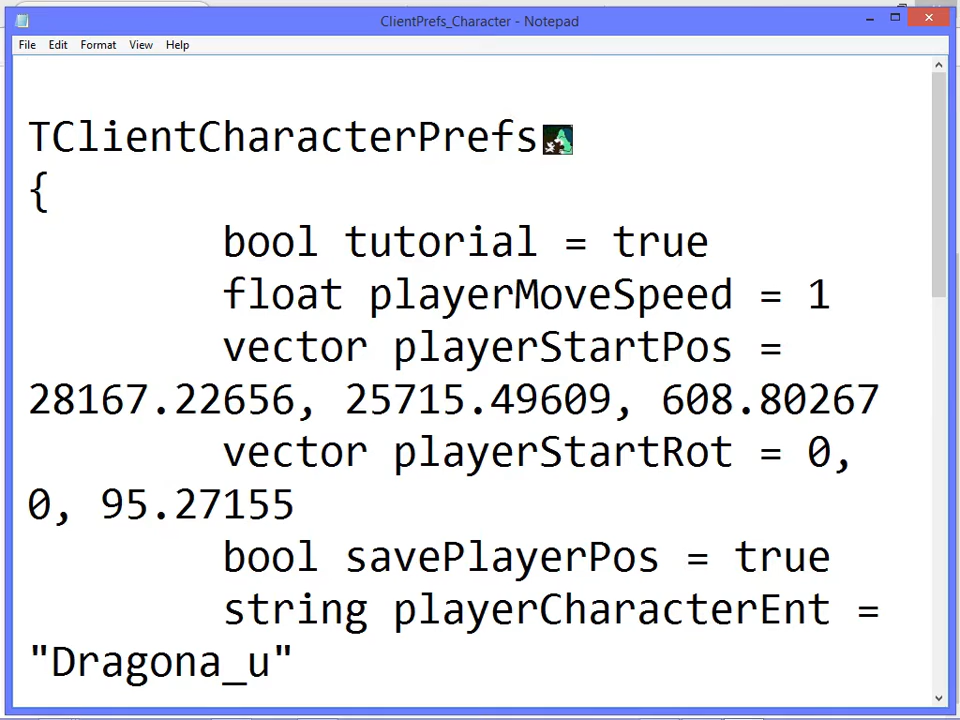 ClientPrefs_Character - Notepad
File Edit Format View Help
TClientCharacterPrefs
{
bool tutorial = true
float playerMoveSpeed = 1
vector playerStartPos =
28167.22656, 25715.49609, 608.80267
vector playerStartRot = 0,
0, 95.27155
bool savePlayerPos = true
string playerCharacterEnt =
"Dragona_u"